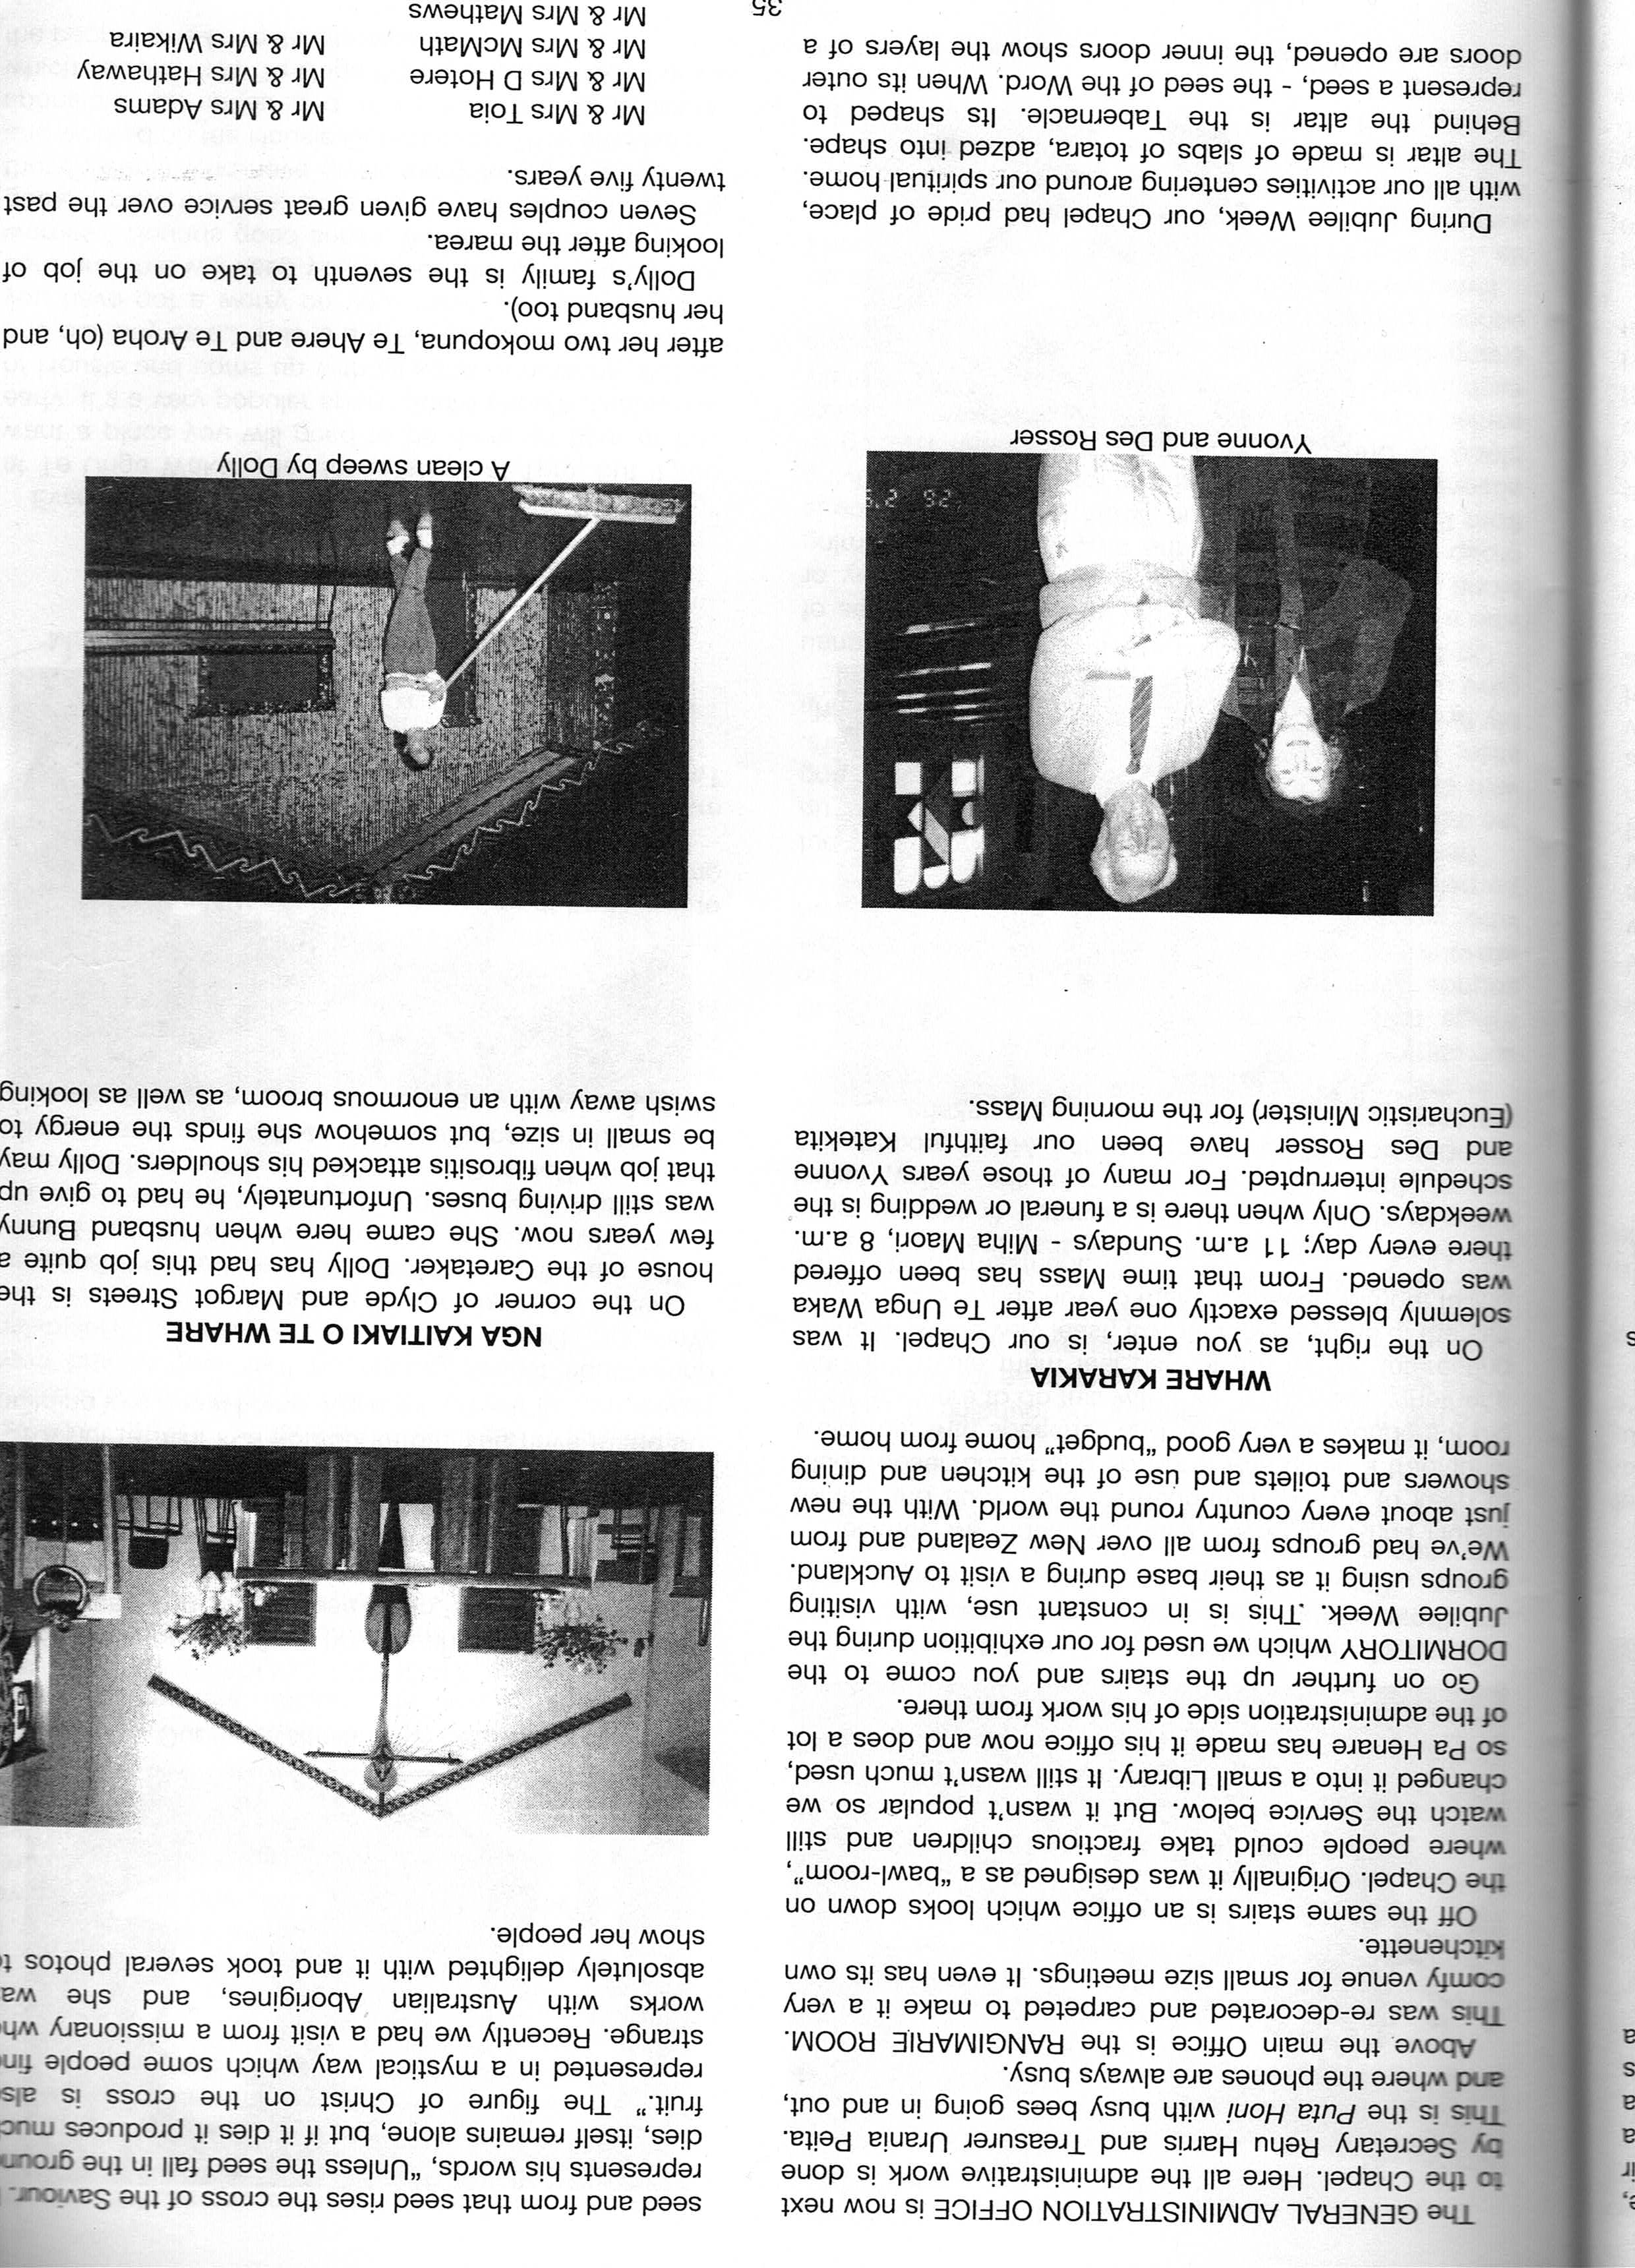 The GENERAL ADMINISTRATION OFFICE is now next
to the Chapel. Here all the administrative work is done
by Secretary Rehu Harris and Treasurer Urania Peita.
This is the Puta Honi with busy bees going in and out,
and where the phones are always busy.
Above the main Office is the RANGIMARIE ROOM.
This was re-decorated and carpeted to make it a very
comfy venue for small size meetings. It even has its own
kitchenette.
Off the same stairs is an office which looks down on
the Chapel. Originally it was designed as a “bawl-room”,
where people could take fractious children and still
watch the Service below. But it wasn’t popular so we
changed it into a small Library. It still wasn’t much used,
so Pa Henare has made it his office now and does a lot
of the administration side of his work from there.
Go on further up the stairs and you come to the
DORMITORY which we used for our exhibition during the
Jubilee Week. .This is in constant use, with visiting
groups using it as their base during a visit to Auckland.
We’ve had groups from all over New Zealand and from
just about every country round the world. With the new
showers and toilets and use of the kitchen and dining
room, it makes a very good “budget” home from home.
WHARE KARAKIA
On the right, as you enter, is our Chapel. It was
solemnly blessed exactly one year after Te Unga Waka
was opened. From that time Mass has been offered
there every day; 11 a.m. Sundays - Miha Maori, 8 a.m.
weekdays. Only when there is a funeral or wedding is the
schedule interrupted. For many of those years Yvonne
and Des Rosser have been our faithful Katekita
(Eucharistic Minister) for the morning Mass.
Yvonne and Des Rosser
During Jubilee Week, our Chapel had pride of place,
with all our activities centering around our spiritual home.
The altar is made of slabs of totara, adzed into shape.
Behind the altar is the Tabernacle. Its shaped to
represent a seed, - the seed of the Word. When its outer
doors are opened, the inner doors show the layers of a
seed and from that seed rises the cross of the Saviour.
represents his words, “Unless the seed fall in the
dies, itself remains alone, but if it dies it produces
fruit.” The figure of Christ on the cross is
represented in a mystical way which some people
strange. Recently we had a visit from a missionary
works with Australian Aborigines, and she
absolutely delighted with it and took several photos
show her people.
NGA KAITIAKI O TE WHARE
On the corner of Clyde and Margot Streets is the
house of the Caretaker. Dolly has had this job quite a
few years now. She came here when husband Bunny
was still driving buses. Unfortunately, he had to give up
that job when fibrositis attacked his shoulders. Dolly may
be small in size, but somehow she finds the energy to
swish away with an enormous broom, as well as looking
A clean sweep by Dolly
after her two mokopuna, Te Ahere and Te Aroha (oh, and
her husband too).
Dolly’s family is the seventh to take on the job of
looking after the marea.
Seven couples have given great service over the past
twenty five years.
Mr & Mrs Toia
Mr & Mrs D Hotere
Mr & Mrs McMath
Mr & Mrs Mathews
Mr & Mrs Adams
Mr & Mrs Hathaway
Mr & Mrs Wikaira
35